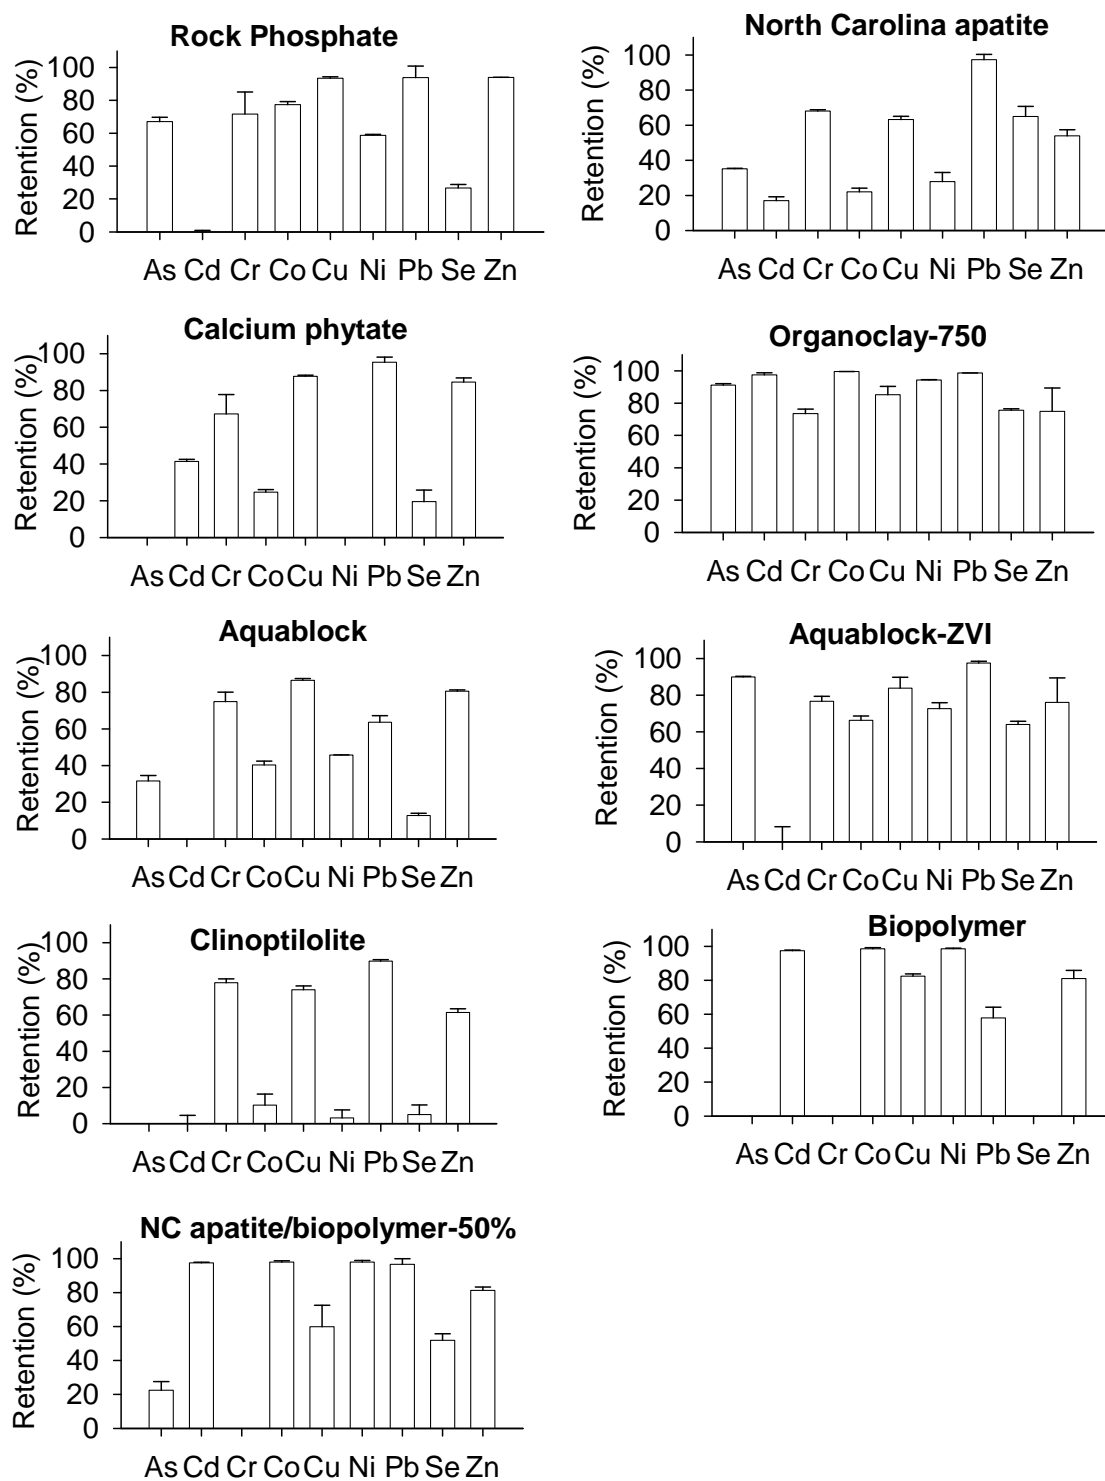 Rock Phosphate
Retention (%)
100
80
60
40
20
0
As Cd Cr Co Cu Ni Pb Se Zn
North Carolina apatite
Retention (%)
100
80
60
40
20
0
As Cd Cr Co Cu Ni Pb Se Zn
Calcium phytate
Retention (%)
100
80
60
40
20
0
As Cd Cr Co Cu Ni Pb Se Zn
Organoclay-750
Retention (%)
100
80
60
40
20
0
As Cd Cr Co Cu Ni Pb Se Zn
Aquablock
Retention (%)
100
80
60
40
20
0
As Cd Cr Co Cu Ni Pb Se Zn
Aquablock-ZVI
Retention (%)
100
80
60
40
20
0
As Cd Cr Co Cu Ni Pb Se Zn
Clinoptilolite
Retention (%)
100
80
60
40
20
0
As Cd Cr Co Cu Ni Pb Se Zn
Biopolymer
Retention (%)
100
80
60
40
20
0
As Cd Cr Co Cu Ni Pb Se Zn
NC apatite/biopolymer-50%
Retention (%)
100
80
60
40
20
0
As Cd Cr Co Cu Ni Pb Se Zn